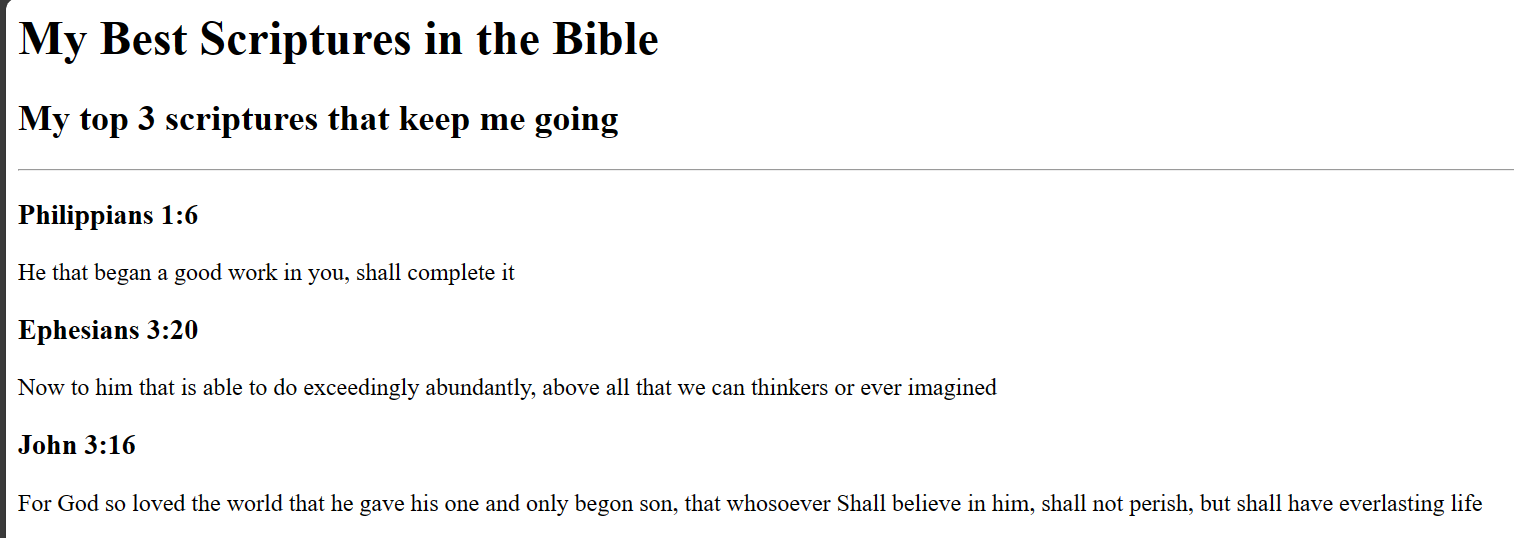 My Best Scriptures in the Bible
My top 3 scriptures that keep me going
Philippians 1:6
He that began a good work in you, shall complete it
Ephesians 3:20
Now to him that is able to do exceedingly abundantly, above all that we can thinkers or ever imagined
John 3:16
For God so loved the world that he gave his one and only begon son, that whosoever Shall believe in him, shall not perish, but shall have everlasting life